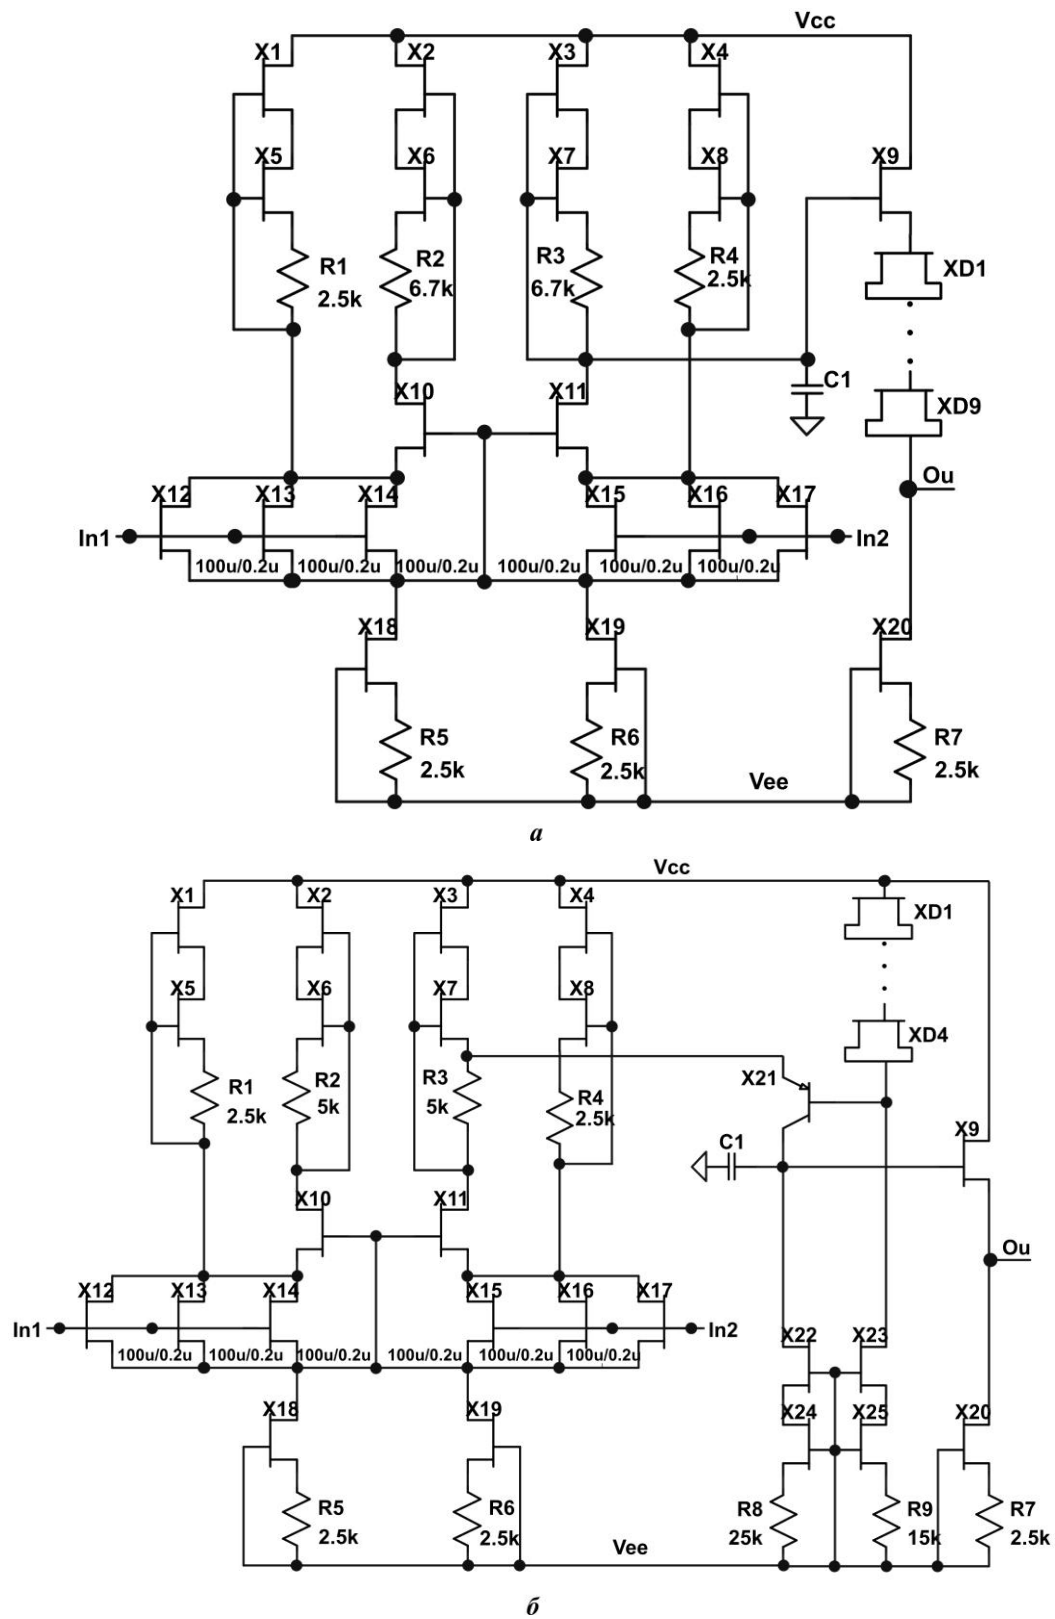 Vcc
X1 X2 X3 X4
X5 X6 X7 X8 X9
R1 2.5k
R2 6.7k
R3 6.7k
R4 2.5k
XD1
X10 X11 C1 XD9
X12 X13 X14 X15 X16 X17 Ou
In1 In2
100u/0.2u 100u/0.2u 100u/0.2u 100u/0.2u 100u/0.2u 100u/0.2u
X18 X19 X20
R5 2.5k
R6 2.5k
R7 2.5k
Vee
а
Vcc
X1 X2 X3 X4 XD1
X5 X6 X7 X8 XD4
R1 2.5k
R2 5k
R3 5k
R4 2.5k
X21 X9
C1
X10 X11 Ou
X12 X13 X14 X15 X16 X17
In1 In2
100u/0.2u 100u/0.2u 100u/0.2u 100u/0.2u 100u/0.2u 100u/0.2u
X22 X23
X18 X19 X24 X25 X20
R5 2.5k
R6 2.5k
R8 25k
R9 15k
R7 2.5k
Vee
б